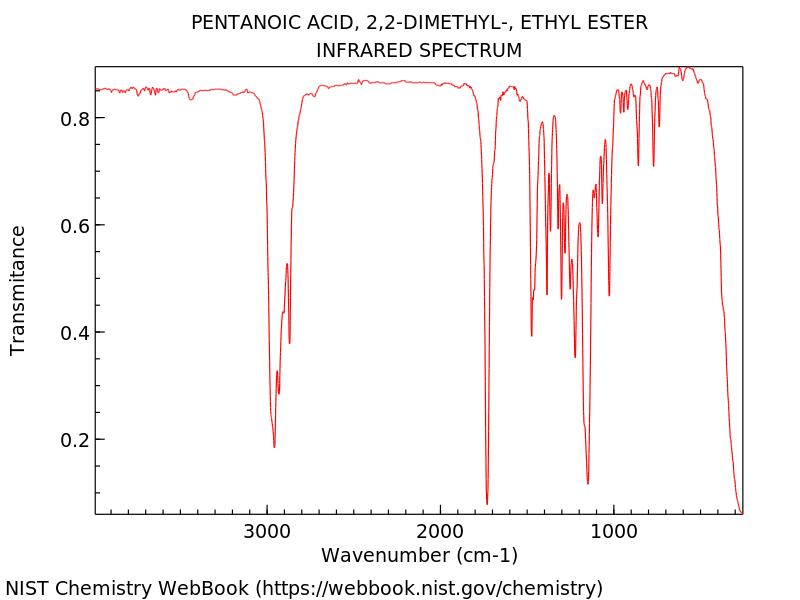 PENTANOIC ACID, 2,2-DIMETHYL-, ETHYL ESTER
INFRARED SPECTRUM
0.8
0.6
0.4
0.2
Transmitance
3000 2000 1000
Wavenumber (cm-1)
NIST Chemistry WebBook (https://webbook.nist.gov/chemistry)